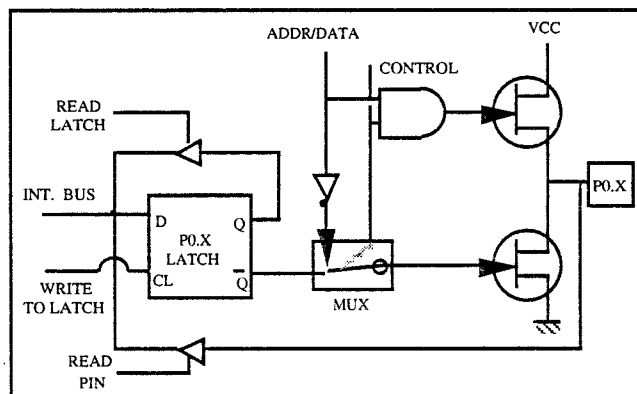 ADDR/DATA
VCC
CONTROL
READ
LATCH
INT. BUS
D
Q
P0.X
LATCH
P0.X
WRITE
TO LATCH
CL
Q
MUX
READ
PIN